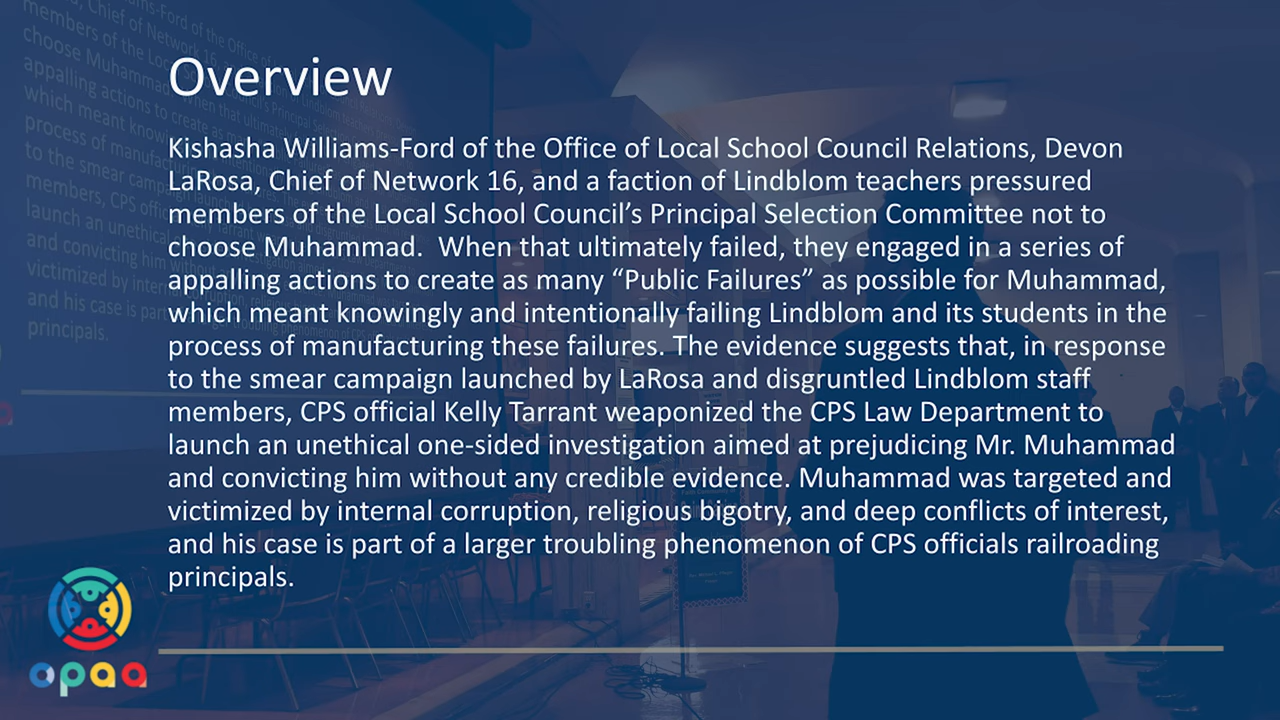 Overview
Kishasha Williams-Ford of the Office of Local School Council Relations, Devon
LaRosa, Chief of Network 16, and a faction of Lindblom teachers pressured
members of the Local School Council’s Principal Selection Committee not to
choose Muhammad.  When that ultimately failed, they engaged in a series of
appalling actions to create as many “Public Failures” as possible for Muhammad,
which meant knowingly and intentionally failing Lindblom and its students in the
process of manufacturing these failures. The evidence suggests that, in response
to the smear campaign launched by LaRosa and disgruntled Lindblom staff
members, CPS official Kelly Tarrant weaponized the CPS Law Department to
launch an unethical one-sided investigation aimed at prejudicing Mr. Muhammad
and convicting him without any credible evidence. Muhammad was targeted and
victimized by internal corruption, religious bigotry, and deep conflicts of interest,
and his case is part of a larger troubling phenomenon of CPS officials railroading
principals.
opaa